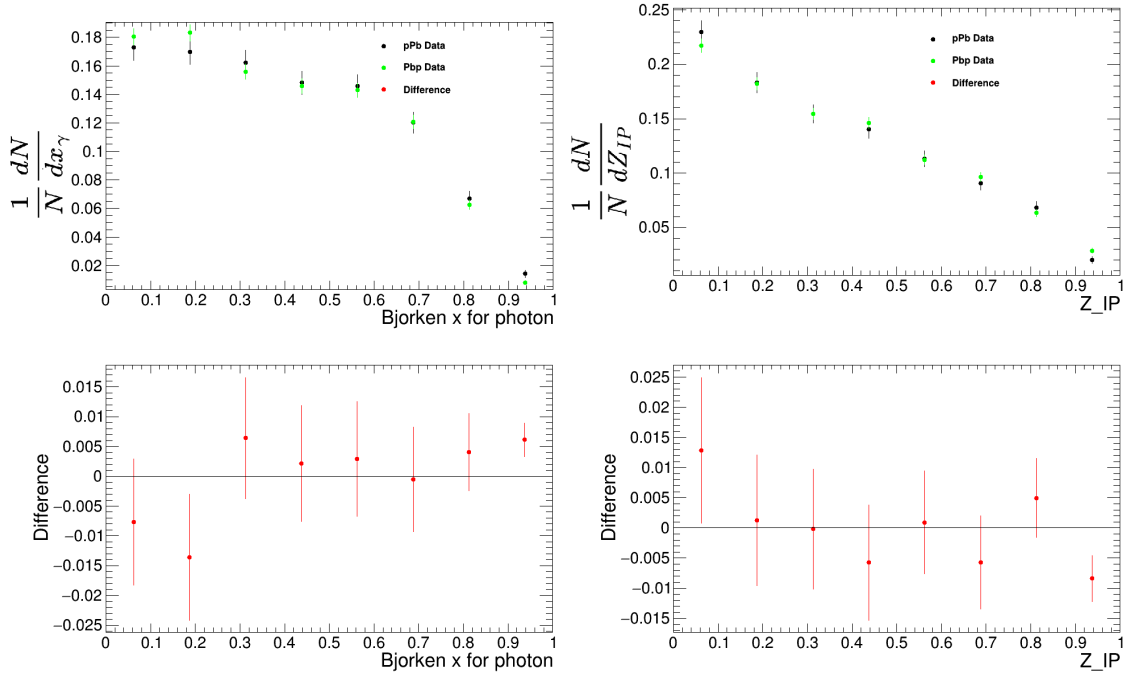 0.18
0.16
0.14
0.12
0.1
0.08
0.06
0.04
0.02
1/N dN/dx_γ
pPb Data
Pbp Data
Difference
0 0.1 0.2 0.3 0.4 0.5 0.6 0.7 0.8 0.9 1
Bjorken x for photon
0.25
0.2
0.15
0.1
0.05
1/N dN/dZ_IP
pPb Data
Pbp Data
Difference
0 0.1 0.2 0.3 0.4 0.5 0.6 0.7 0.8 0.9 1
Z_IP
0.015
0.01
0.005
0
−0.005
−0.01
−0.015
−0.02
−0.025
Difference
0 0.1 0.2 0.3 0.4 0.5 0.6 0.7 0.8 0.9 1
Bjorken x for photon
0.025
0.02
0.015
0.01
0.005
0
−0.005
−0.01
−0.015
Difference
0 0.1 0.2 0.3 0.4 0.5 0.6 0.7 0.8 0.9 1
Z_IP